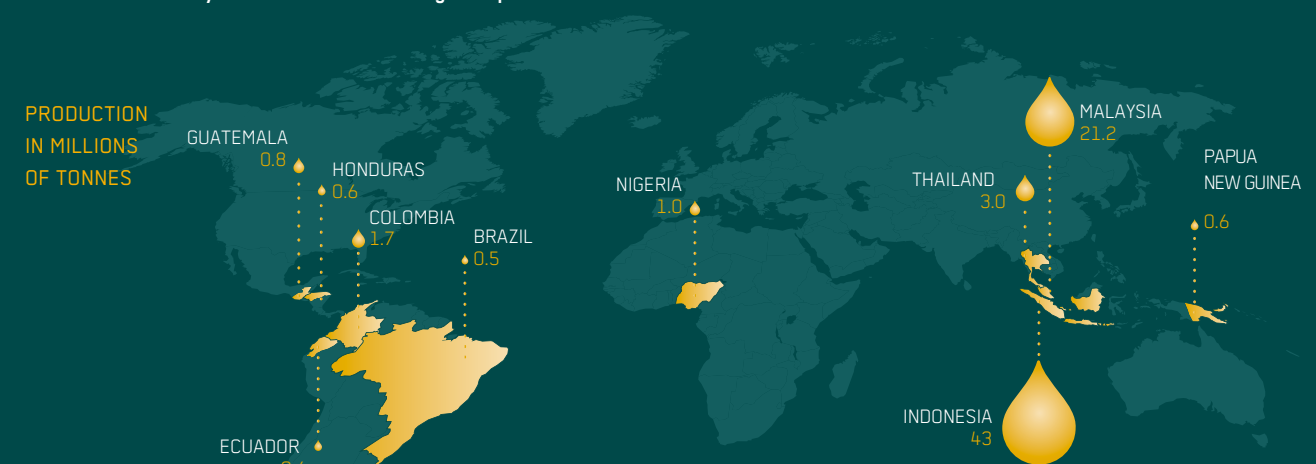 PRODUCTION
IN MILLIONS
OF TONNES
GUATEMALA
0.8
HONDURAS
0.6
COLOMBIA
1.7
BRAZIL
0.5
ECUADOR
NIGERIA
1.0
THAILAND
3.0
MALAYSIA
21.2
PAPUA
NEW GUINEA
0.6
INDONESIA
43